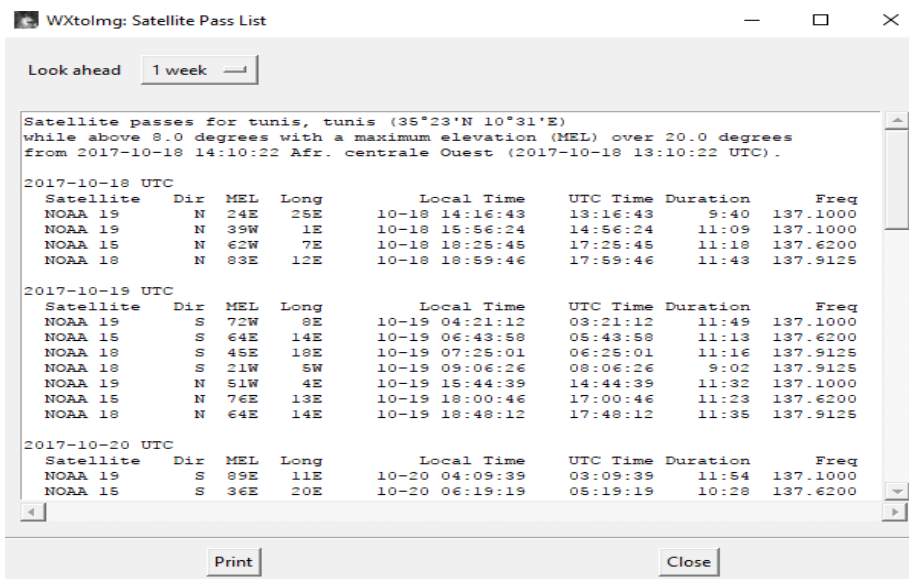 WXtoImg: Satellite Pass List
Look ahead 1 week
Satellite passes for tunis, tunis (35°23'N 10°31'E)
while above 8.0 degrees with a maximum elevation (MEL) over 20.0 degrees
from 2017-10-18 14:10:22 Afr. centrale Ouest (2017-10-18 13:10:22 UTC).
2017-10-18 UTC
Satellite Dir MEL Long Local Time UTC Time Duration Freq
NOAA 19 N 24E 25E 10-18 14:16:43 13:16:43 9:40 137.1000
NOAA 19 N 39W 1E 10-18 15:56:24 14:56:24 11:09 137.1000
NOAA 15 N 62W 7E 10-18 18:25:45 17:25:45 11:18 137.6200
NOAA 18 N 83E 12E 10-18 18:59:46 17:59:46 11:43 137.9125
2017-10-19 UTC
Satellite Dir MEL Long Local Time UTC Time Duration Freq
NOAA 19 S 72W 8E 10-19 04:21:12 03:21:12 11:49 137.1000
NOAA 15 S 64E 14E 10-19 06:43:58 05:43:58 11:13 137.6200
NOAA 18 S 45E 18E 10-19 07:25:01 06:25:01 11:16 137.9125
NOAA 18 S 21W 5W 10-19 09:06:26 08:06:26 9:02 137.9125
NOAA 19 N 51W 4E 10-19 15:44:39 14:44:39 11:32 137.1000
NOAA 15 N 76E 13E 10-19 18:00:46 17:00:46 11:23 137.6200
NOAA 18 N 64E 14E 10-19 18:48:12 17:48:12 11:35 137.9125
2017-10-20 UTC
Satellite Dir MEL Long Local Time UTC Time Duration Freq
NOAA 19 S 89E 11E 10-20 04:09:39 03:09:39 11:54 137.1000
NOAA 15 S 36E 20E 10-20 06:19:19 05:19:19 10:28 137.6200
Print Close